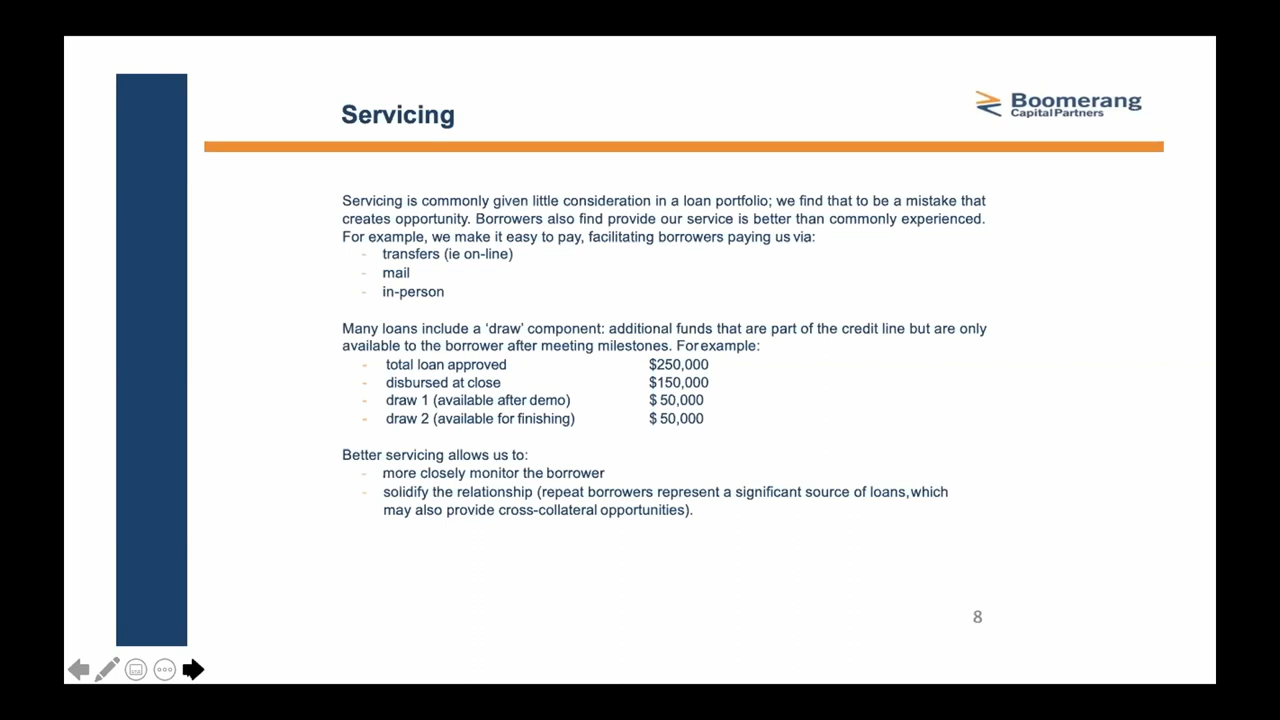 Servicing
Boomerang
Capital Partners
Servicing is commonly given little consideration in a loan portfolio; we find that to be a mistake that
creates opportunity. Borrowers also find provide our service is better than commonly experienced.
For example, we make it easy to pay, facilitating borrowers paying us via:
- transfers (ie on-line)
- mail
- in-person
Many loans include a ‘draw’ component: additional funds that are part of the credit line but are only
available to the borrower after meeting milestones. For example:
- total loan approved $250,000
- disbursed at close $150,000
- draw 1 (available after demo) $ 50,000
- draw 2 (available for finishing) $ 50,000
Better servicing allows us to:
- more closely monitor the borrower
- solidify the relationship (repeat borrowers represent a significant source of loans, which
may also provide cross-collateral opportunities).
8